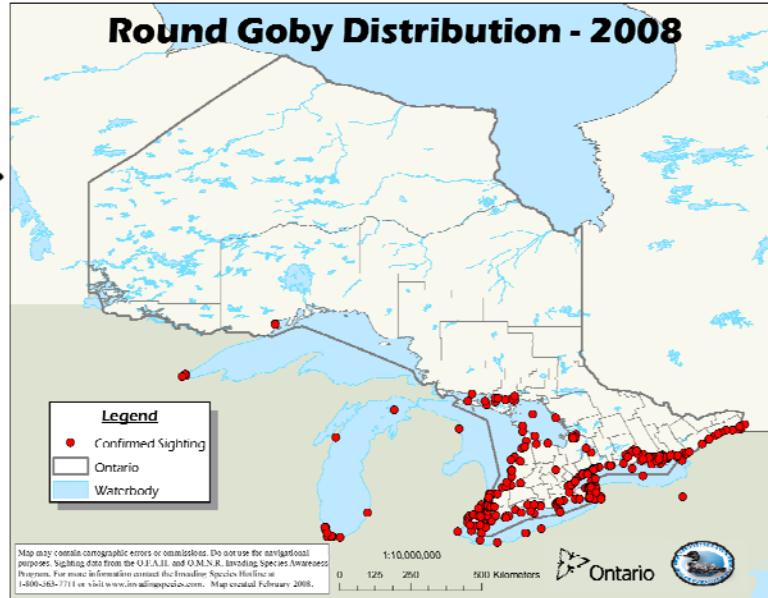 Round Goby Distribution - 2008
Legend
Confirmed Sighting
Ontario
Waterbody
Map may contain cartographic errors or ommissions. Do not use for navigational
purposes. Sighting data from the O.F.A.H. and O.M.N.R. Invading Species Awareness
Program. For more information contact the Invading Species Hotline at
1-800-563-7711 or visit www.invadingspecies.com. Map created February 2008.
1:10,000,000
0 125 250 500 Kilometers
Ontario